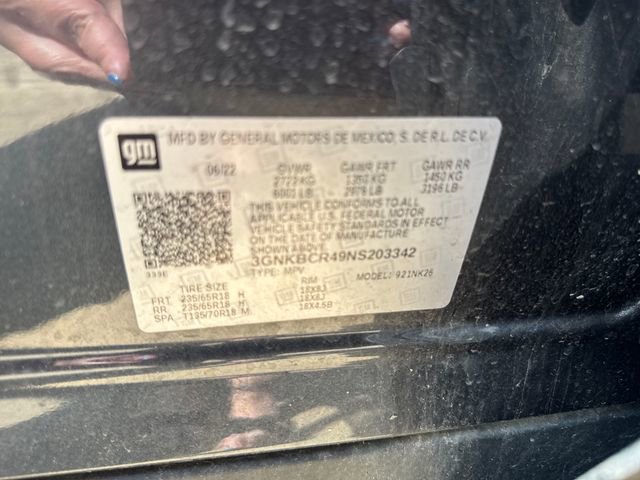 gm
MFD BY GENERAL MOTORS DE MEXICO, S. DE R.L. DE C.V.
06/22 GVWR GAWR FRT GAWR RR
2722 KG KG 1450 KG
6001 LB LB 3196 LB
THIS VEHICLE CONFORMS TO ALL
APPLICABLE U.S. FEDERAL MOTOR
VEHICLE SAFETY STANDARDS IN EFFECT
ON THE DATE OF MANUFACTURE
SHOWN ABOVE.
3GNKBCR49NS203342
TYPE: MPV MODEL: 921NK26
TIRE SIZE RIM
FRT 235/65R18 H 18X8J
RR 235/65R18 H 18X8J
SPA T135/70R18 M 18X4.5B